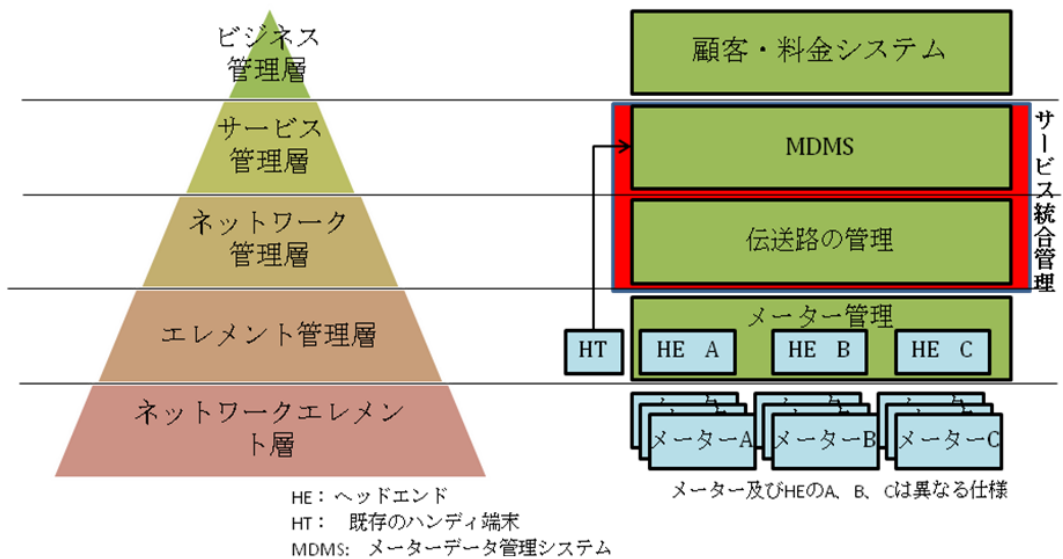 ビジネス
管理層
顧客・料金システム
サービス
管理層
MDMS
サービス統合管理
ネットワーク
管理層
伝送路の管理
エレメント管理層
メーター管理
HT
HE A
HE B
HE C
ネットワークエレメン
ト層
メーターA
メーターB
メーターC
メーター及びHEのA、B、Cは異なる仕様
HE： ヘッドエンド
HT： 既存のハンディ端末
MDMS: メーターデータ管理システム